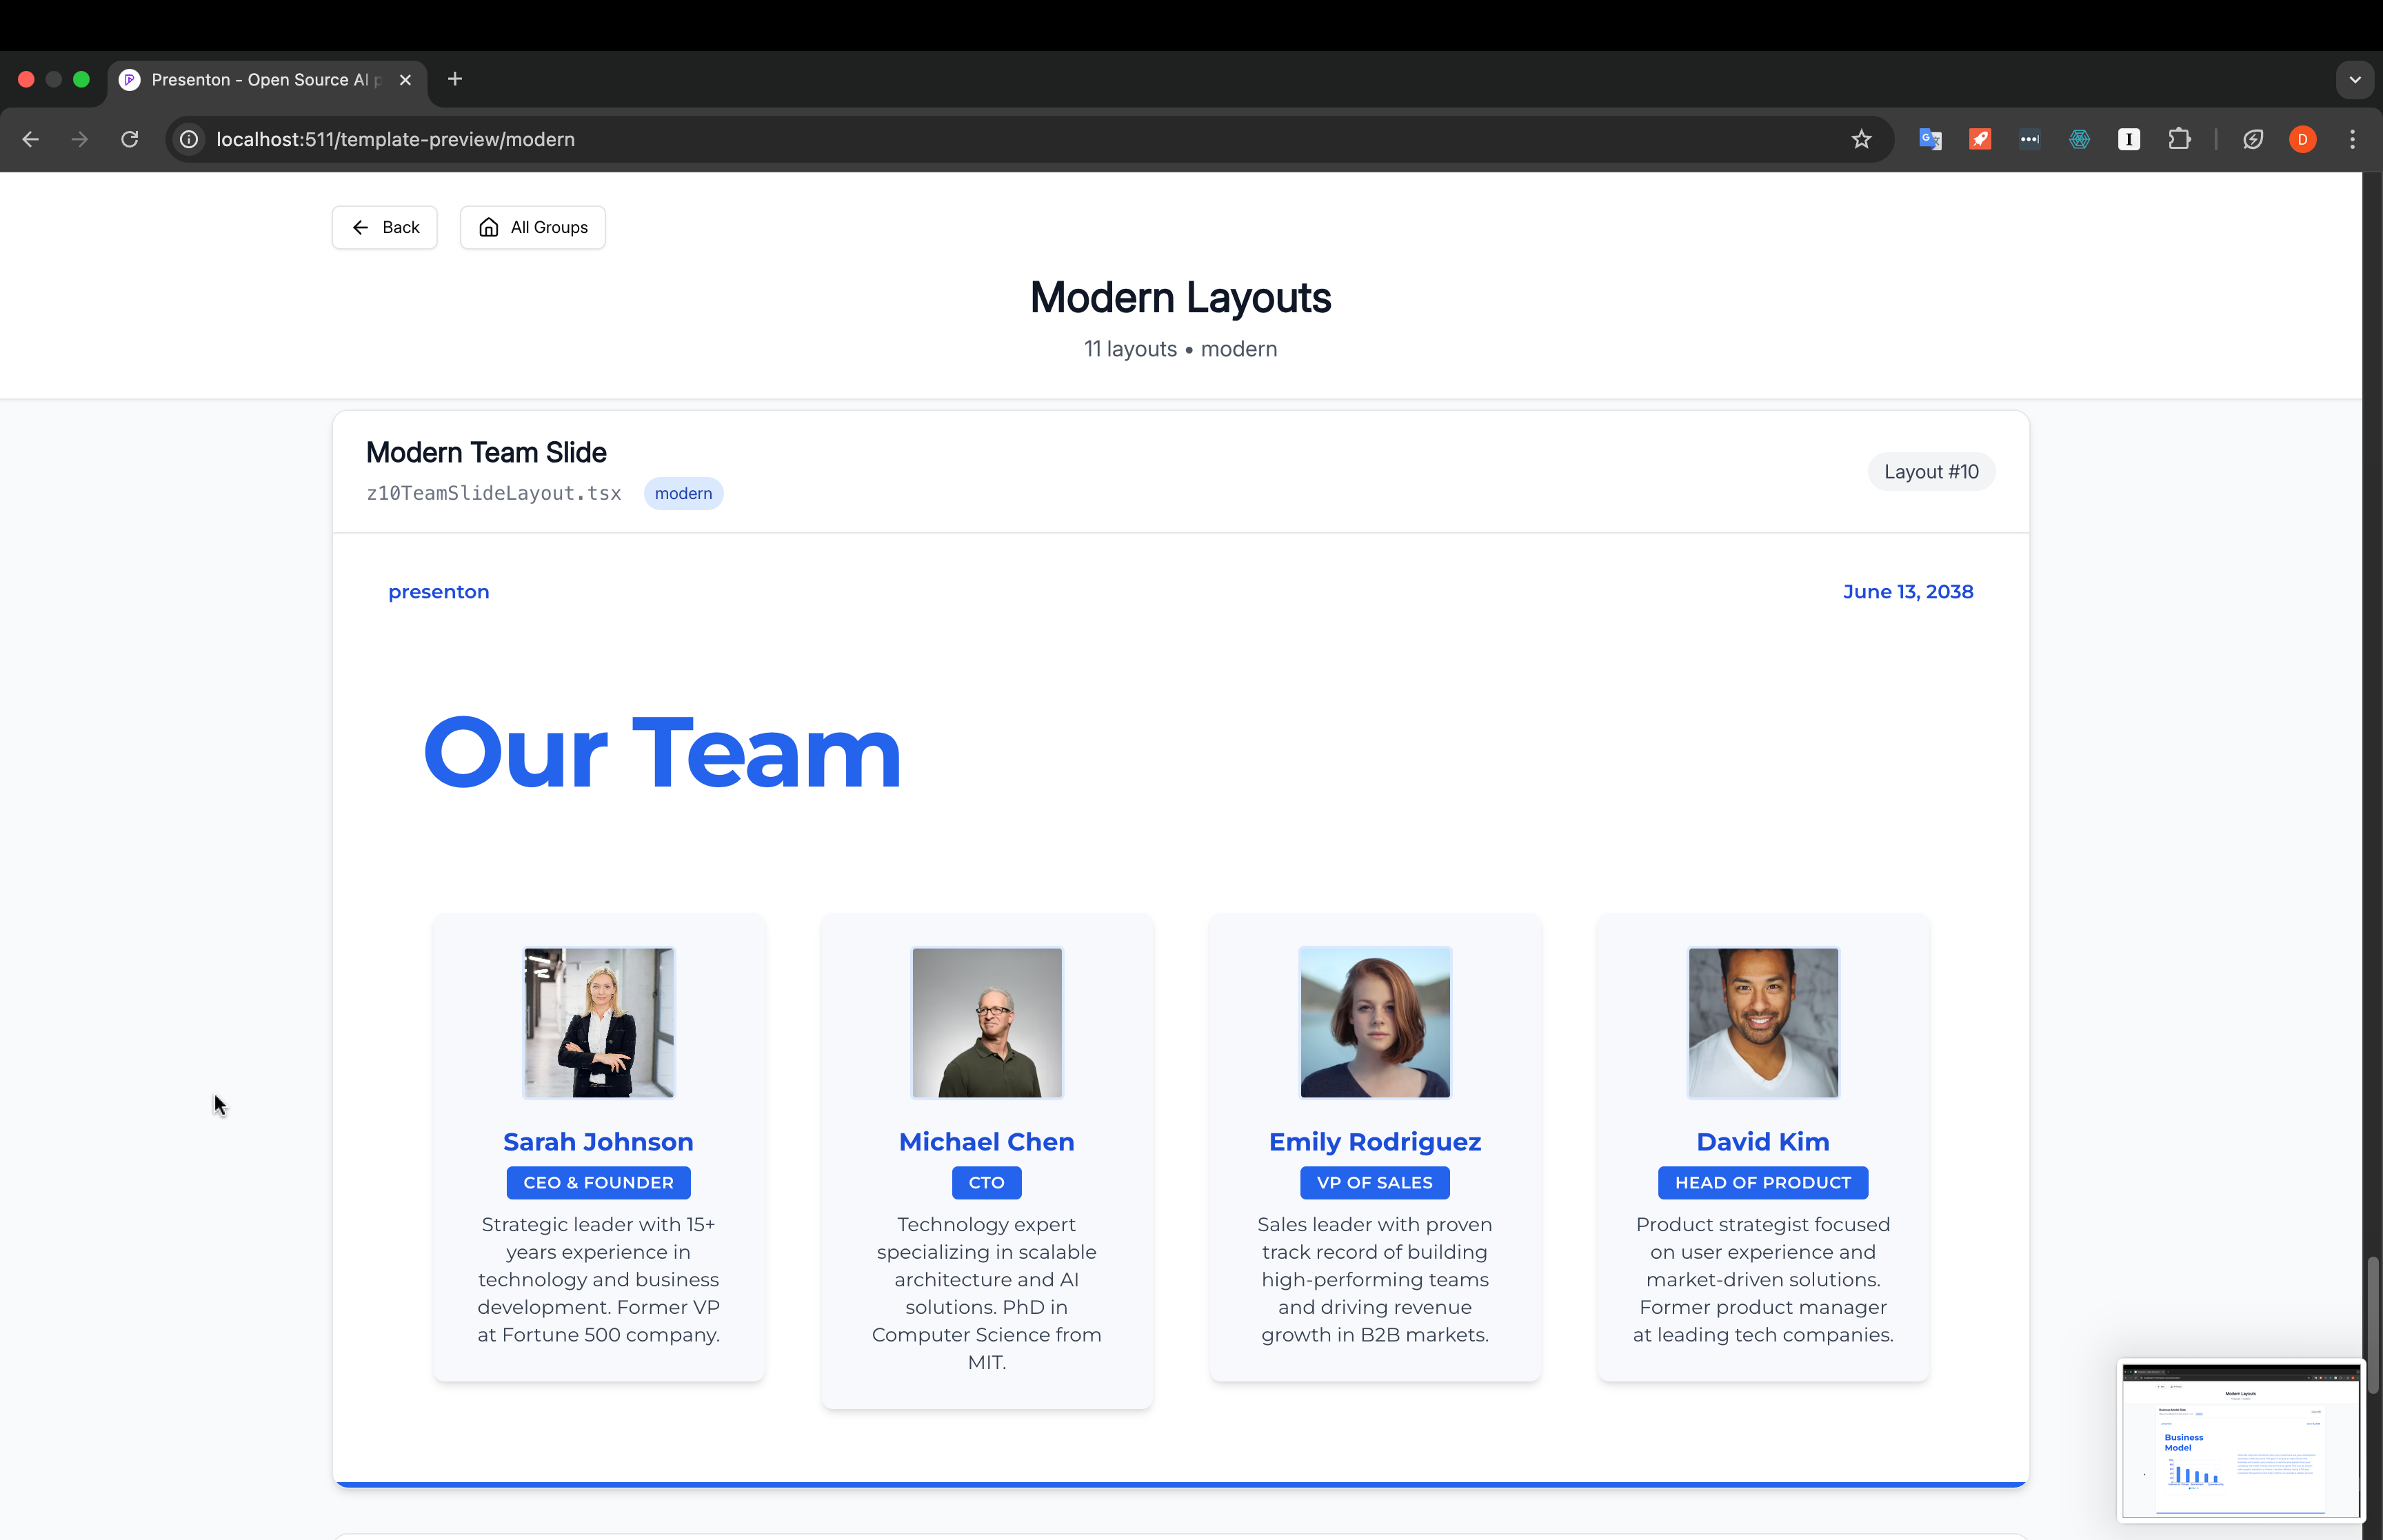 Presenton - Open Source AI p
localhost:511/template-preview/modern
D
Back
All Groups
Modern Layouts
11 layouts • modern
Modern Team Slide
z10TeamSlideLayout.tsx
modern
Layout #10
presenton
June 13, 2038
Our Team
Sarah Johnson
CEO & FOUNDER
Strategic leader with 15+
years experience in
technology and business
development. Former VP
at Fortune 500 company.
Michael Chen
CTO
Technology expert
specializing in scalable
architecture and AI
solutions. PhD in
Computer Science from
MIT.
Emily Rodriguez
VP OF SALES
Sales leader with proven
track record of building
high-performing teams
and driving revenue
growth in B2B markets.
David Kim
HEAD OF PRODUCT
Product strategist focused
on user experience and
market-driven solutions.
Former product manager
at leading tech companies.
Modern Layouts
Business
Model